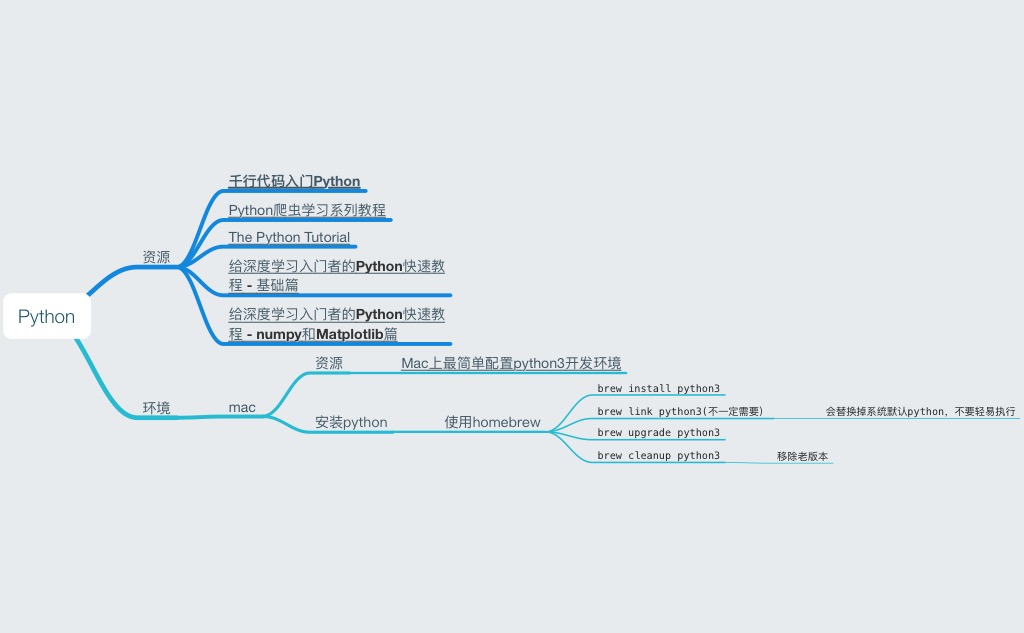 Python
资源
千行代码入门Python
Python爬虫学习系列教程
The Python Tutorial
给深度学习入门者的Python快速教
程 - 基础篇
给深度学习入门者的Python快速教
程 - numpy和Matplotlib篇
环境
mac
资源
Mac上最简单配置python3开发环境
安装python
使用homebrew
brew install python3
brew link python3(不一定需要)
会替换掉系统默认python，不要轻易执行
brew upgrade python3
brew cleanup python3
移除老版本